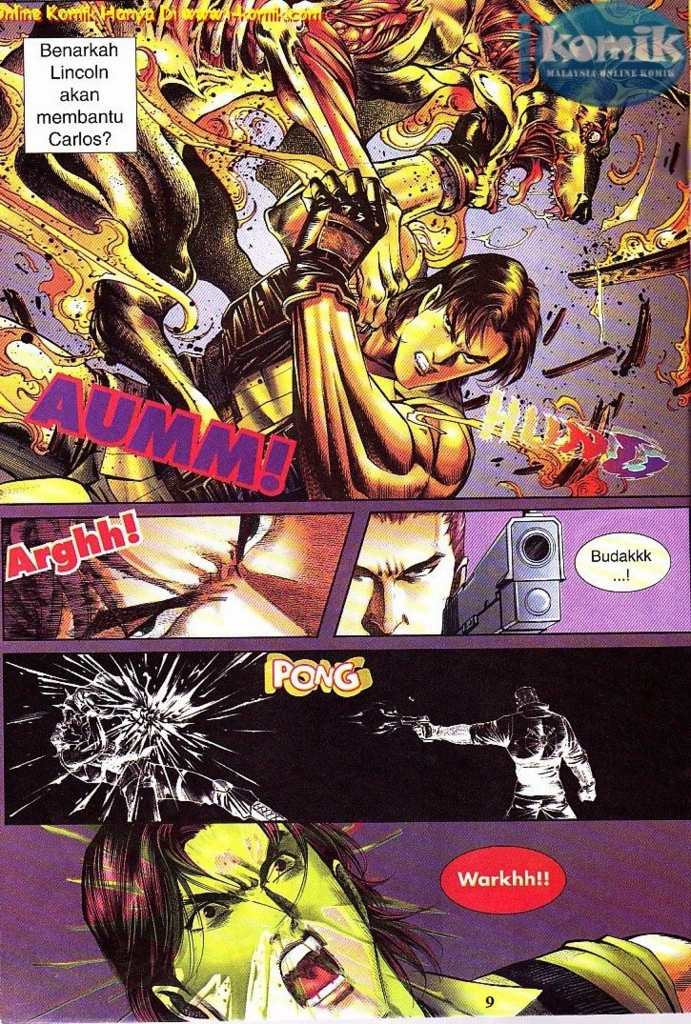 Online Komik Hanya Di www.i-komik.com
ikomik
MALAYSIA ONLINE KOMIK
Benarkah
Lincoln
akan
membantu
Carlos?
AUMM!
Arghh!
Budakkk
...!
PONG
Warkhh!!
9